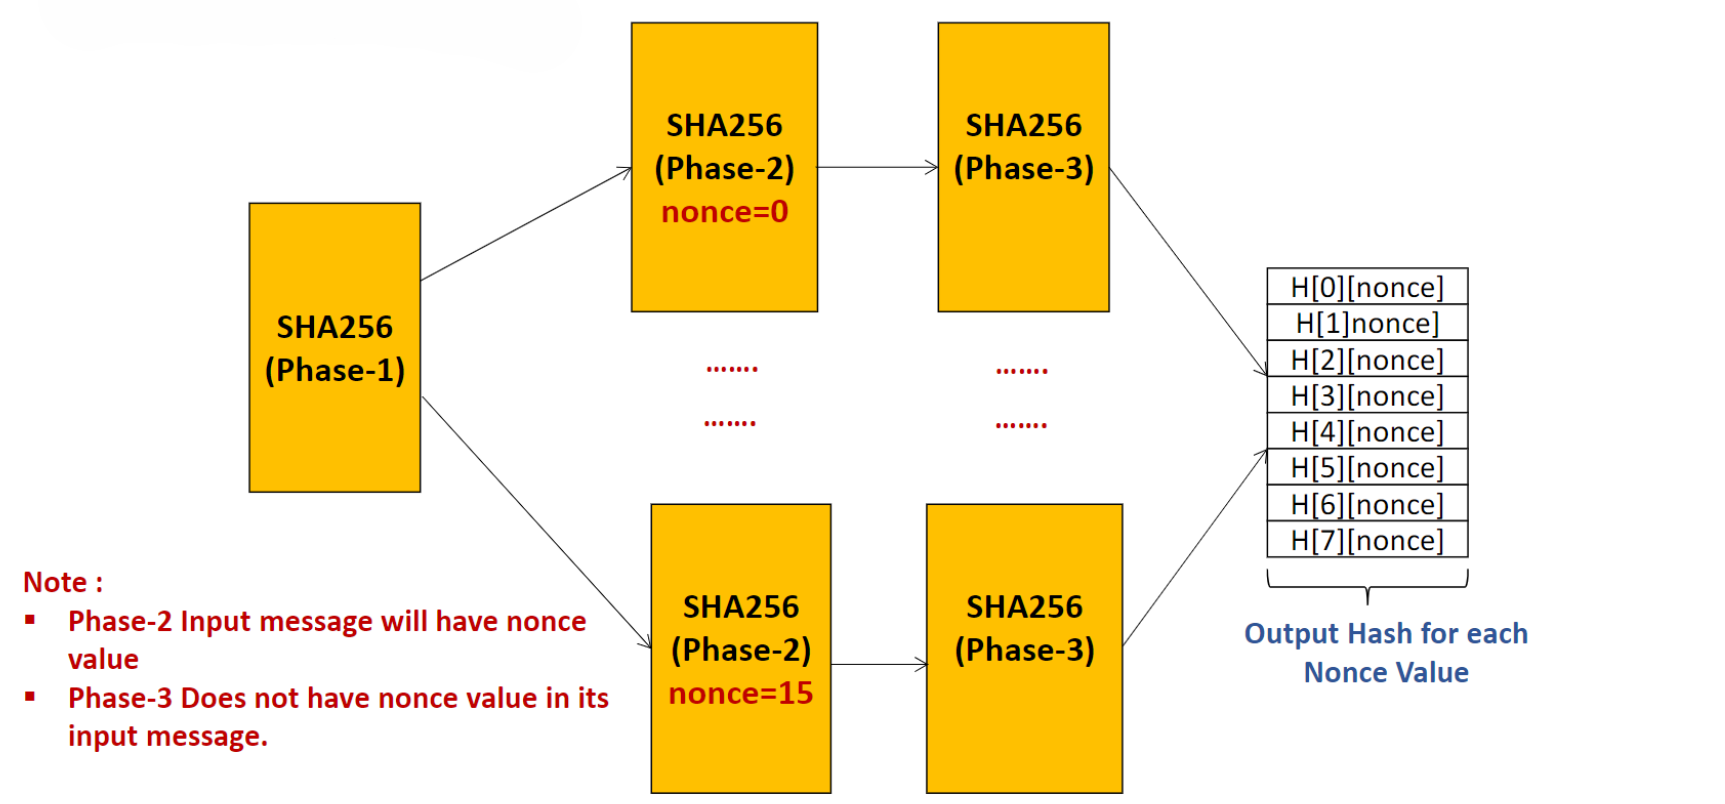 SHA256
(Phase-1)
SHA256
(Phase-2)
nonce=0
SHA256
(Phase-3)
.......
.......
.......
.......
SHA256
(Phase-2)
nonce=15
SHA256
(Phase-3)
H[0][nonce]
H[1]nonce]
H[2][nonce]
H[3][nonce]
H[4][nonce]
H[5][nonce]
H[6][nonce]
H[7][nonce]
Output Hash for each
Nonce Value
Note :
▪ Phase-2 Input message will have nonce
value
▪ Phase-3 Does not have nonce value in its
input message.